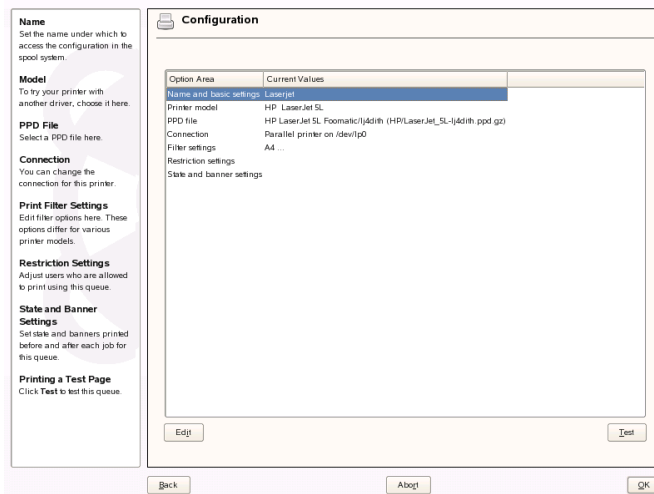 Name
Set the name under which to
access the configuration in the
spool system.
Model
To try your printer with
another driver, choose it here.
PPD File
Select a PPD file here.
Connection
You can change the
connection for this printer.
Print Filter Settings
Edit filter options here. These
options differ for various
printer models.
Restriction Settings
Adjust users who are allowed
to print using this queue.
State and Banner
Settings
Set state and banners printed
before and after each job for
this queue.
Printing a Test Page
Click Test to test this queue.
Configuration
Option Area Current Values
Name and basic settings Laserjet
Printer model HP LaserJet 5L
PPD file HP LaserJet 5L Foomatic/lj4dith (HP/LaserJet_5L-lj4dith.ppd.gz)
Connection Parallel printer on /dev/lp0
Filter settings A4 ...
Restriction settings
State and banner settings
Edit Test
Back Abort OK